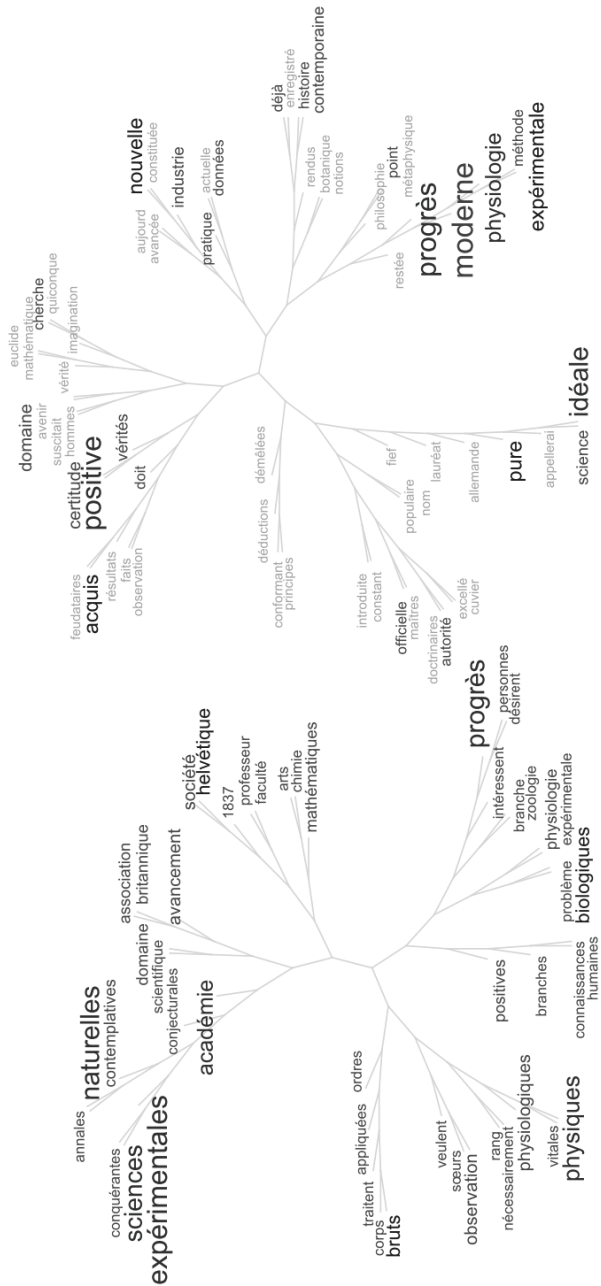 euclide
mathématique
cherche
quiconque
imagination
vérité
domaine
avenir
suscitait
hommes
certitude
positive
vérités
doit
feudataires
acquis
résultats
faits
observation
nouvelle
constituée
aujourd
avancée
industrie
actuelle
données
pratique
déjà
enregistré
histoire
contemporaine
rendus
botanique
notions
philosophie
point
métaphysique
restée
progrès
moderne
physiologie
méthode
expérimentale
démêlées
déductions
conformant
principes
fief
lauréat
allemande
pure
appellerai
science
idéale
populaire
nom
introduite
constant
officielle
maîtres
doctrinaires
autorité
excellé
cuvier
société
helvétique
1837
professeur
faculté
arts
chimie
mathématiques
association
britannique
avancement
domaine
scientifique
conjecturales
académie
naturelles
contemplatives
annales
conquérantes
sciences
expérimentales
progrès
personnes
désirent
intéressent
branche
zoologie
physiologie
expérimentale
problème
biologiques
positives
branches
connaissances
humaines
ordres
appliquées
traitent
corps
bruts
veulent
sœurs
observation
rang
nécessairement
physiologiques
vitales
physiques